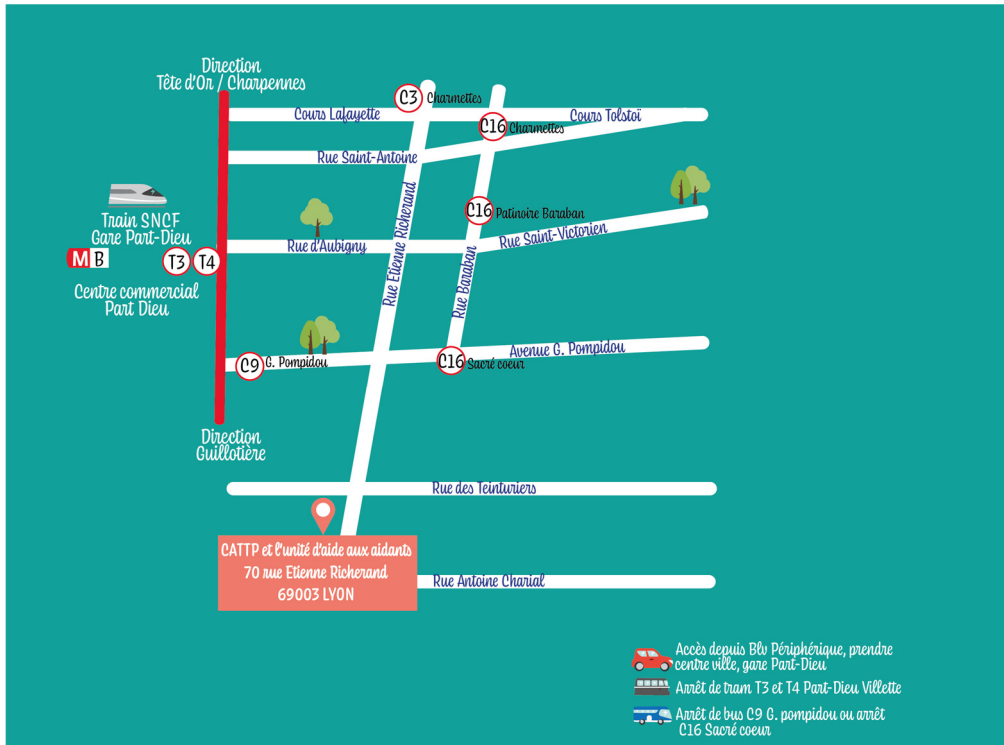 Direction
Tête d'Or / Charpennes
C3 Charmettes
Cours Lafayette
Cours Tolstoï
C16 Charmettes
Rue Saint-Antoine
Train SNCF
Gare Part-Dieu
M B
T3 T4
Centre commercial
Part Dieu
C16 Patinoire Baraban
Rue d'Aubigny
Rue Saint-Victorien
Rue Etienne Richerand
Rue Baraban
C9 G. Pompidou
C16 Sacré coeur
Avenue G. Pompidou
Direction
Guillotière
Rue des Teinturiers
CATTP et l'unité d'aide aux aidants
70 rue Etienne Richerand
69003 LYON
Rue Antoine Charial
Accès depuis Blv Périphérique, prendre
centre ville, gare Part-Dieu
Arrêt de tram T3 et T4 Part-Dieu Villette
Arrêt de bus C9 G. pompidou ou arrêt
C16 Sacré coeur